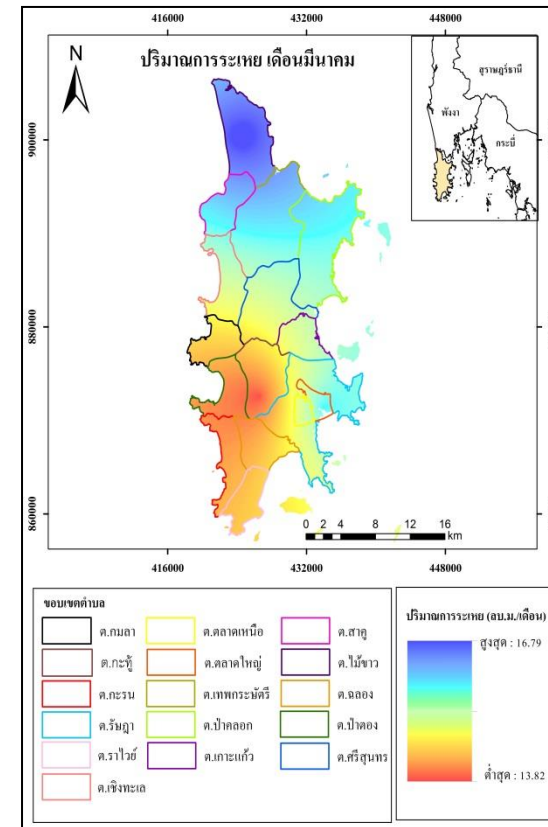 416000 432000 448000
N
ปริมาณการระเหย เดือนมีนาคม
สุราษฎร์ธานี
พังงา
กระบี่
900000
880000
860000
0 2 4 8 12 16
km
416000 432000 448000
ขอบเขตตำบล
ต.กมลา ต.ตลาดเหนือ ต.สาคู
ต.กะทู้ ต.ตลาดใหญ่ ต.ไม้ขาว
ต.กะรน ต.เทพกระษัตรี ต.ฉลอง
ต.รัษฎา ต.ป่าคลอก ต.ป่าตอง
ต.ราไวย์ ต.เกาะแก้ว ต.ศรีสุนทร
ต.เชิงทะเล
ปริมาณการระเหย (ลบ.ม./เดือน)
สูงสุด : 16.79
ต่ำสุด : 13.82